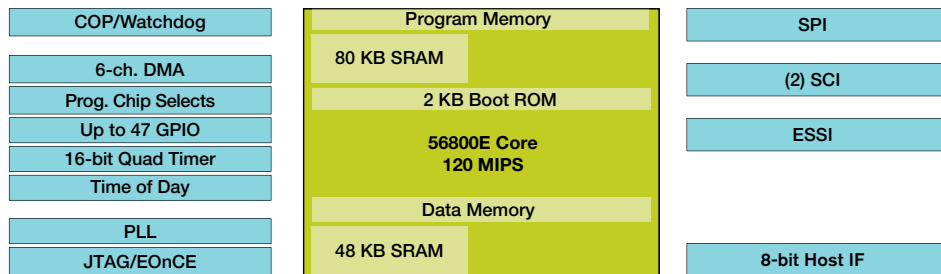 COP/Watchdog
6-ch. DMA
Prog. Chip Selects
Up to 47 GPIO
16-bit Quad Timer
Time of Day
PLL
JTAG/EOnCE
Program Memory
80 KB SRAM
2 KB Boot ROM
56800E Core
120 MIPS
Data Memory
48 KB SRAM
SPI
(2) SCI
ESSI
8-bit Host IF